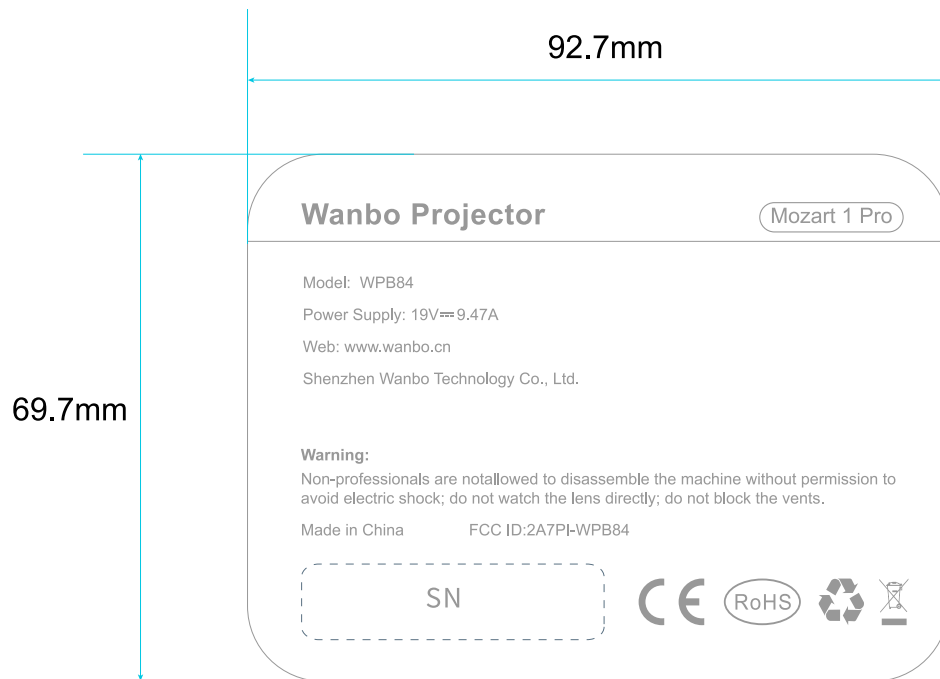 92.7mm
Wanbo Projector
Mozart 1 Pro
Model: WPB84
Power Supply: 19V⎓9.47A
Web: www.wanbo.cn
Shenzhen Wanbo Technology Co., Ltd.
69.7mm
Warning:
Non-professionals are notallowed to disassemble the machine without permission to
avoid electric shock; do not watch the lens directly; do not block the vents.
Made in China FCC ID:2A7PI-WPB84
SN
CE
RoHS